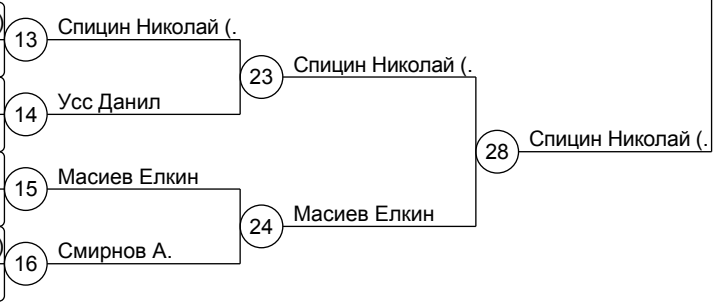 13 Спицин Николай (.
23 Спицин Николай (.
14 Усс Данил
28 Спицин Николай (.
15 Масиев Елкин
24 Масиев Елкин
16 Смирнов А.